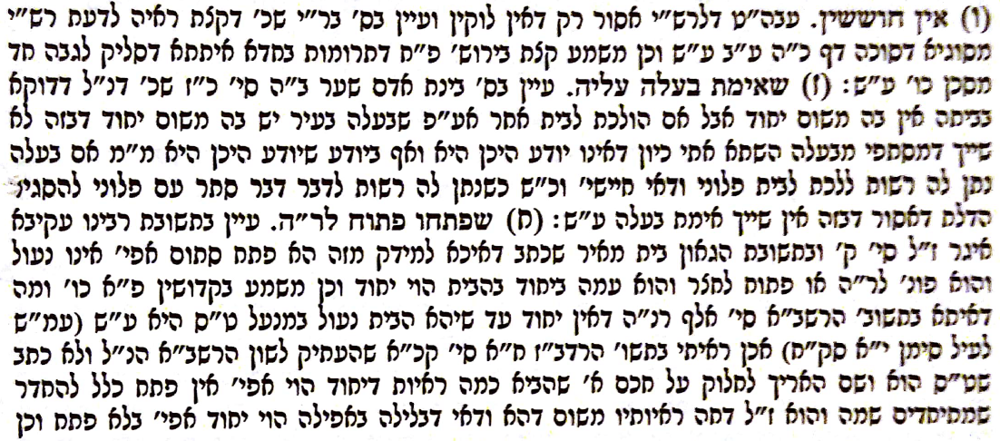 (ו) אין חוששין. עבה״ט דלרש״י אסור רק דאין לוקין ועיין בס׳ בר״י שכ׳ דקצת ראיה לדעת רש״י
מסוגיא דסוכה דף כ״ה ע״ב ע״ש וכן משמע קצת בירוש׳ פ״ח דתרומות בחדא איתתא דסליק לגבה חד
מסכן כו׳ ע״ש: (ז) שאימת בעלה עליה. עיין בס׳ בינת אדם שער ב״ה סי׳ כ״ז שכ׳ דנ״ל דדוקא
בביתה אין בה משום יחוד אבל אם הולכת לבית אחר אע״פ שבעלה בעיר יש בה משום יחוד דבזה לא
שייך דמסתפי מבעלה השתא אתי כיון דאינו יודע היכן היא ואף ביודע שיודע היכן היא מ״מ אם בעלה
נתן לה רשות ללכת לבית פלוני ודאי חיישי׳ וכ״ש כשנתן לה רשות לדבר דבר סתר עם פלוני להסגיר
הדלת דאסור דבזה אין שייך אימת בעלה ע״ש: (ח) שפתחו פתוח לר״ה. עיין בתשובת רבינו עקיבא
איגר ז״ל סי׳ ק׳ ובתשובת הגאון בית מאיר שכתב דאיכא למידק מזה הא פתח סתום אפי׳ אינו נעול
והוא פונ׳ לר״ה או פתוח לחצר והוא עמה ביחוד בהבית הוי יחוד וכן משמע בקדושין פ״א כו׳ ומה
דאיתא בתשוב׳ הרשב״א סי׳ אלף רנ״ה דאין יחוד עד שיהא הבית נעול במנעל ט״ס היא ע״ש (עמ״ש
לעיל סימן י״א סק״ח) אכן ראיתי בתשו׳ הרדב״ז ח״א סי׳ קכ״א שהעתיק לשון הרשב״א הנ״ל ולא כתב
שט״ס הוא ושם האריך לחלוק על חכם א׳ שהביא כמה ראיות דיחוד הוי אפי׳ אין פתח כלל להחדר
שמתיחדים שמה והוא ז״ל דחה ראיותיו משום דהא ודאי דבלילה באפילה הוי יחוד אפי׳ בלא פתח וכן